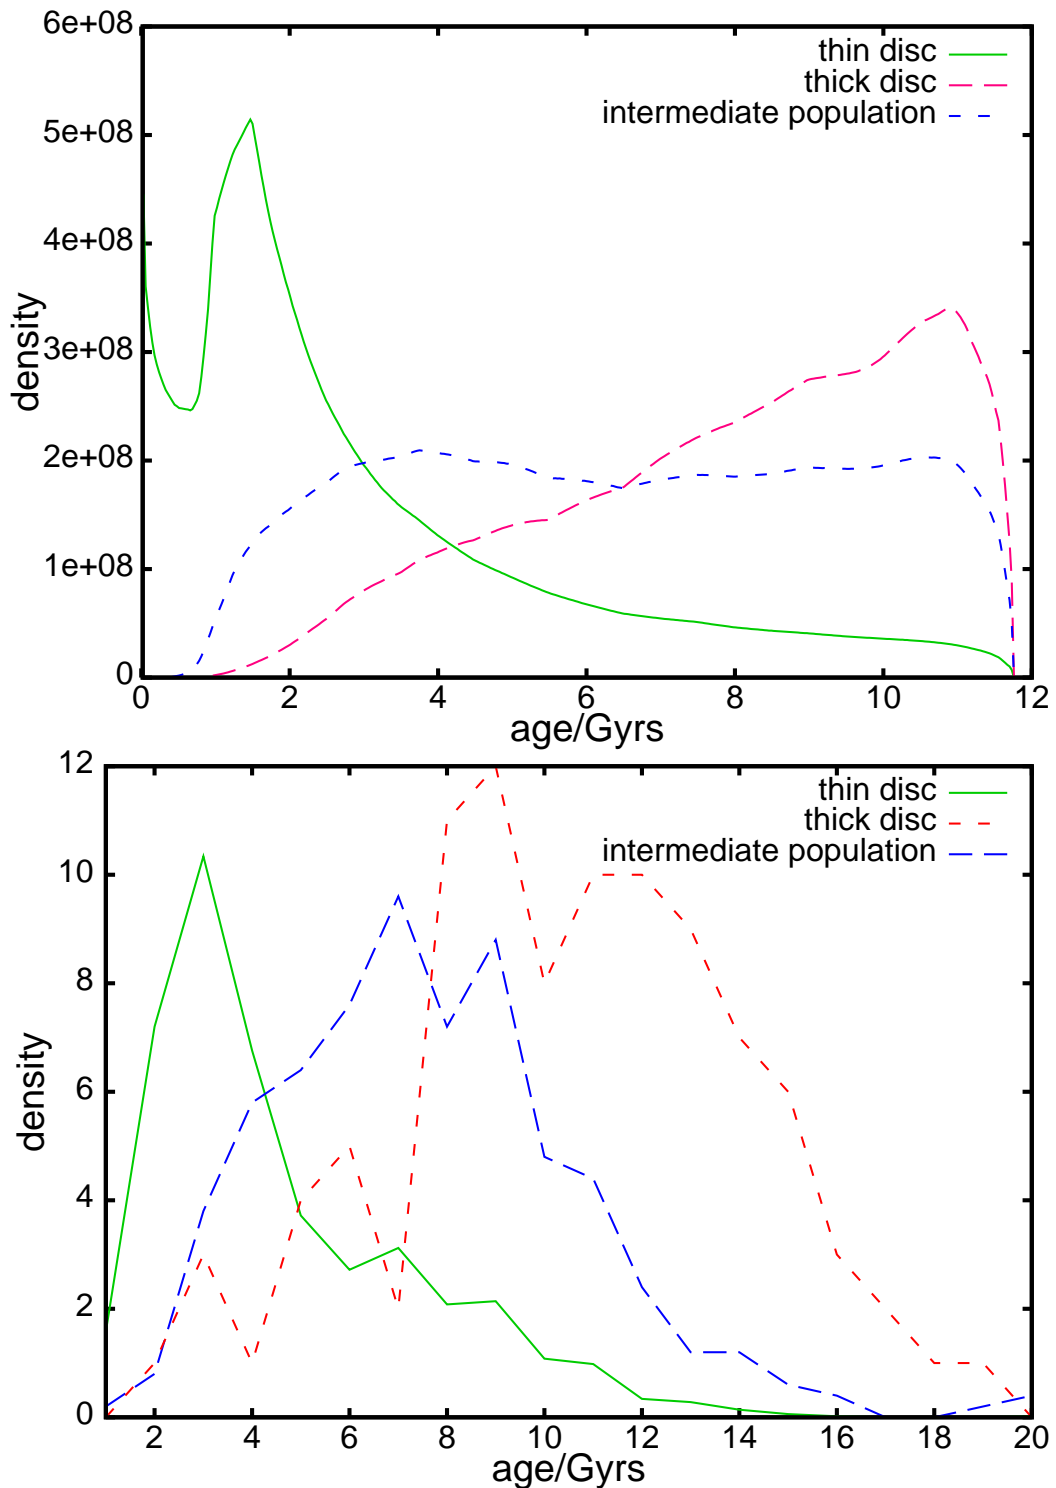 6e+08
5e+08
4e+08
3e+08
2e+08
1e+08
0
density
thin disc
thick disc
intermediate population
0 2 4 6 8 10 12
age/Gyrs
12
10
8
6
4
2
0
density
thin disc
thick disc
intermediate population
2 4 6 8 10 12 14 16 18 20
age/Gyrs